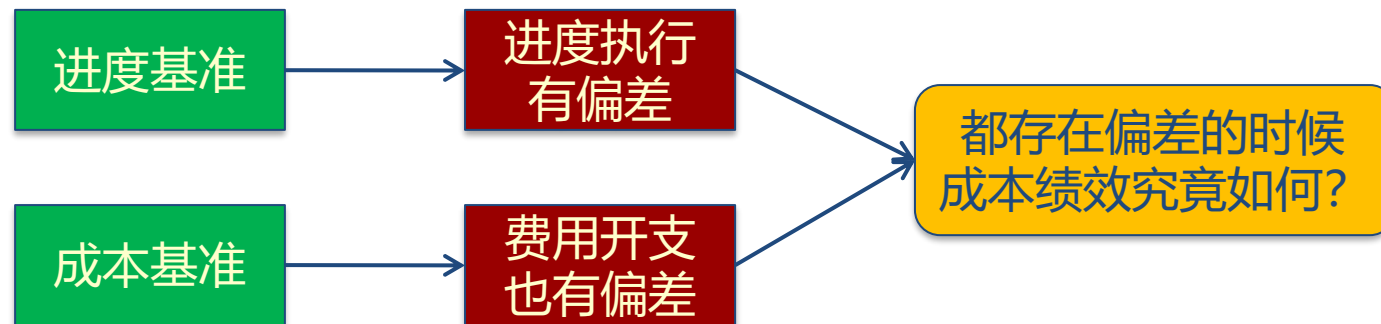 进度基准
进度执行
有偏差
都存在偏差的时候
成本绩效究竟如何？
成本基准
费用开支
也有偏差